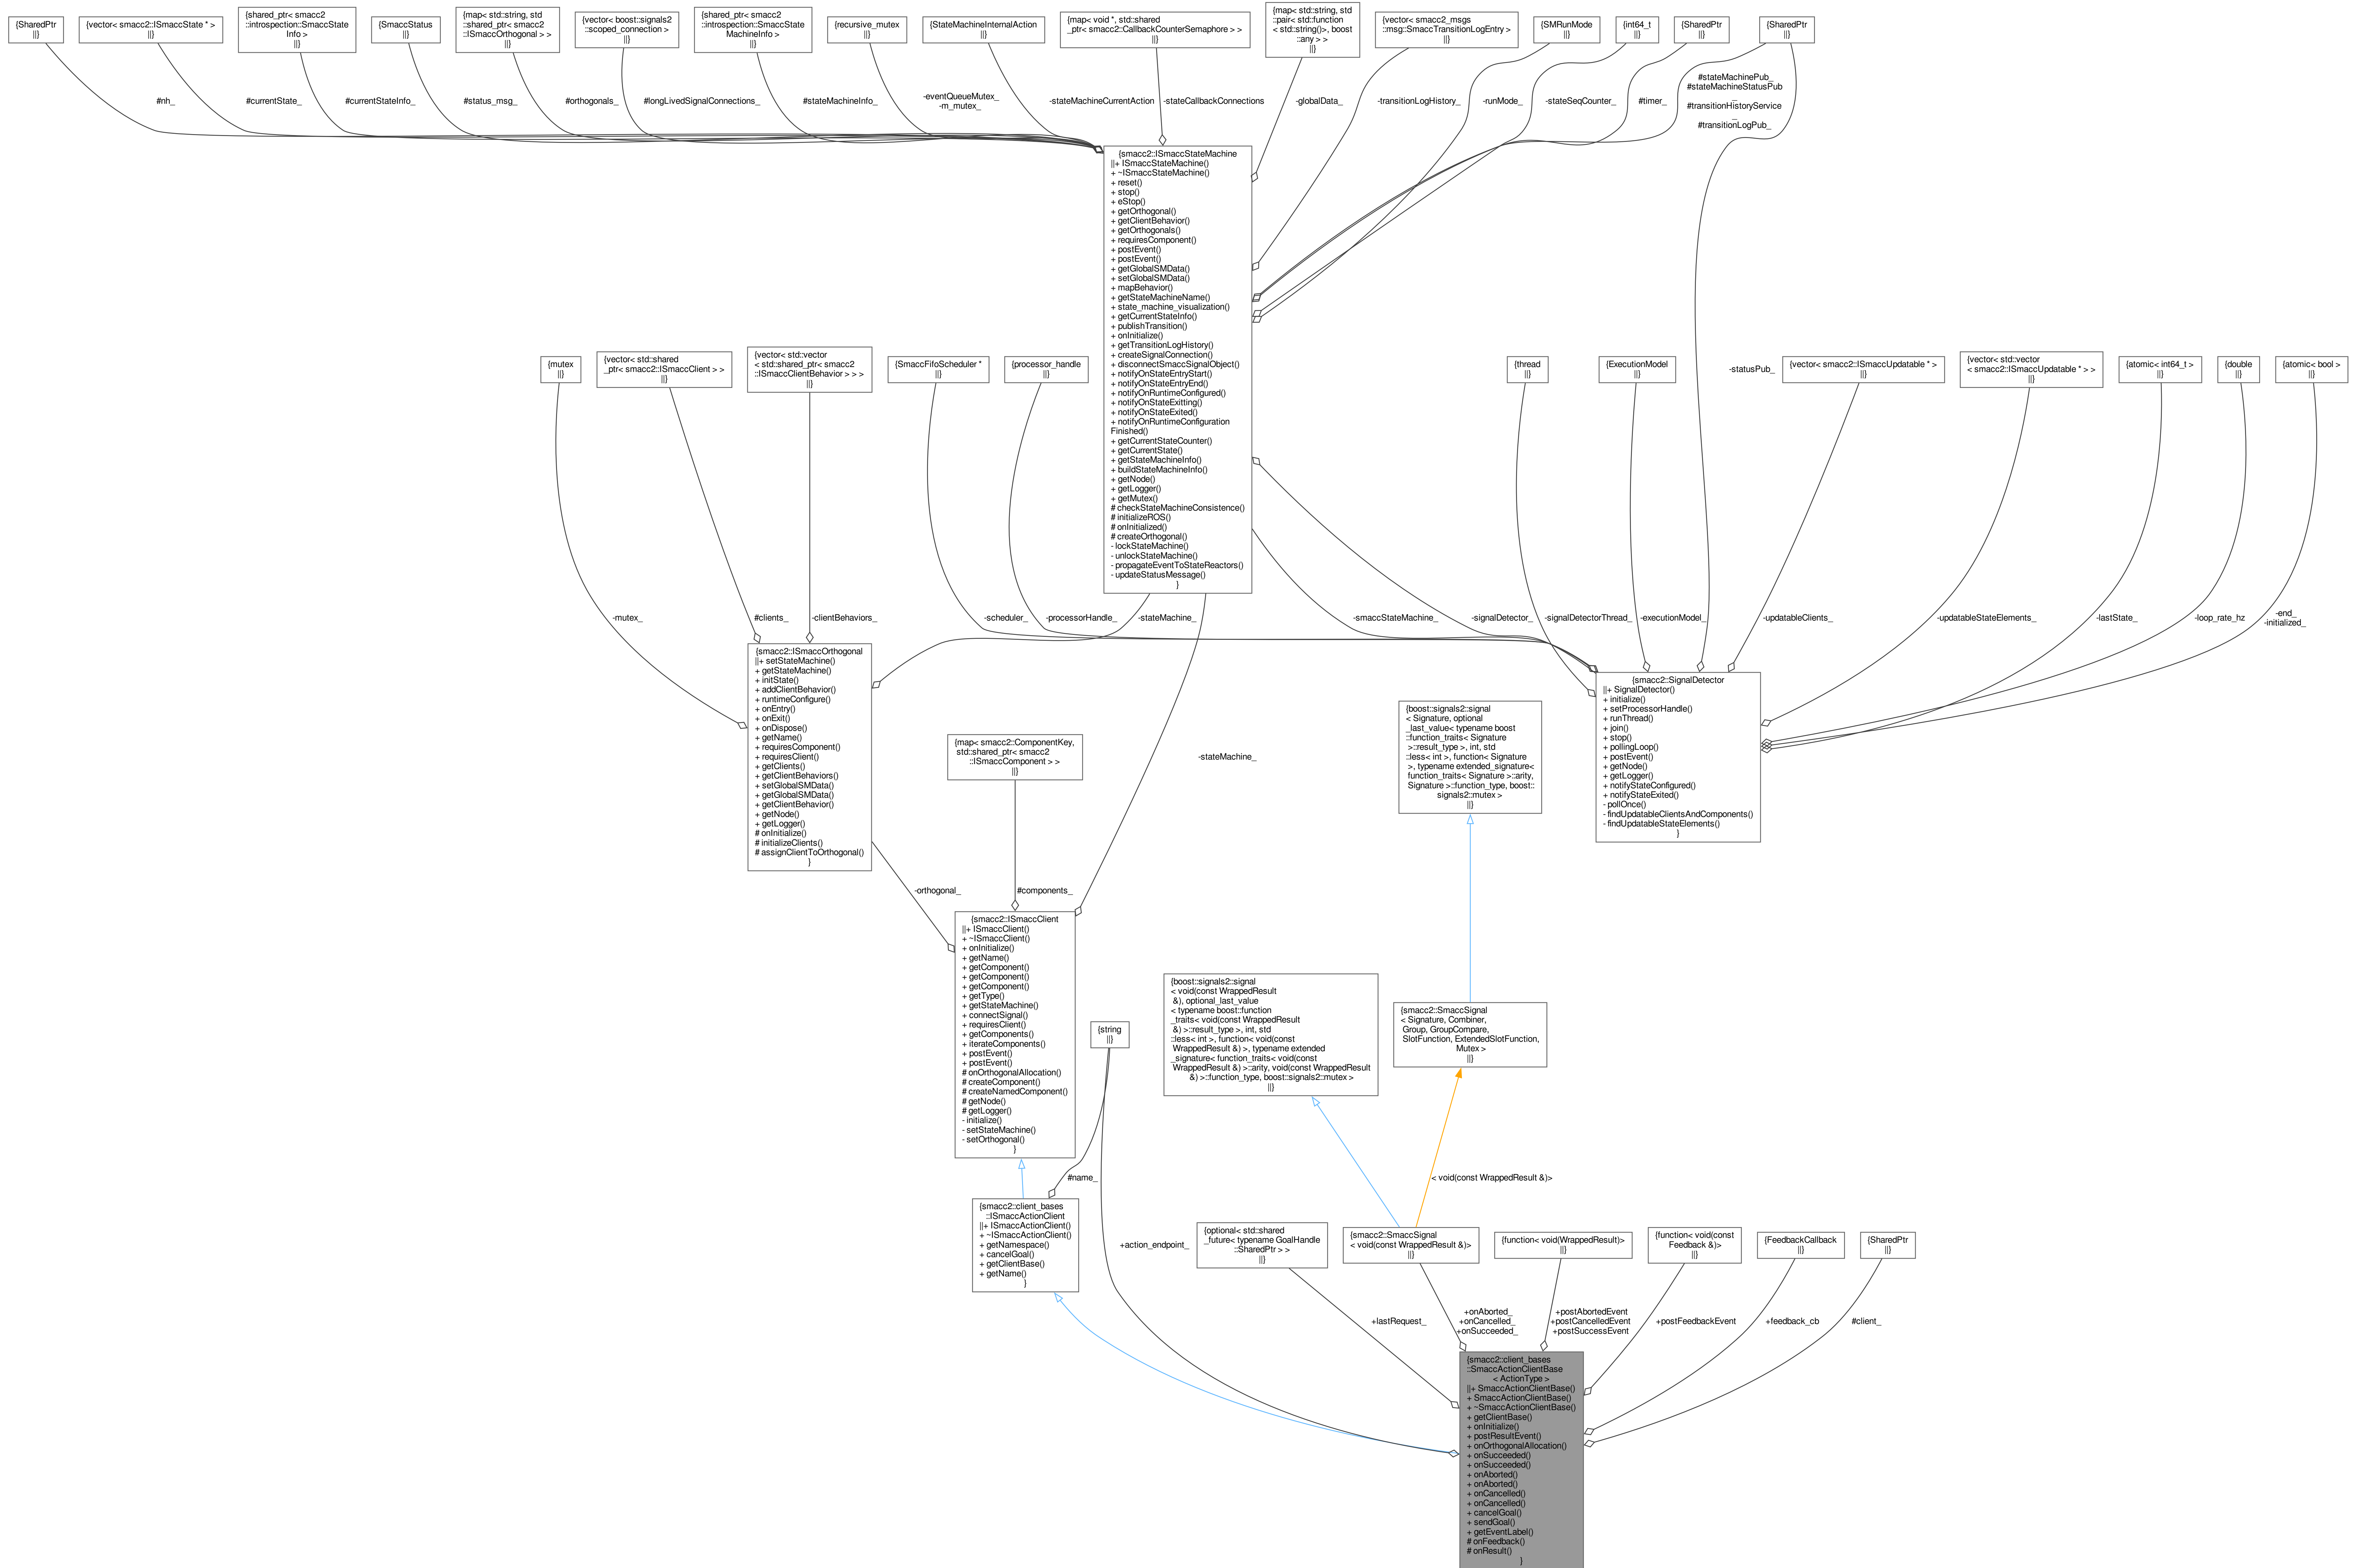 {SharedPtr
||}
{vector< smacc2::ISmaccState * >
||}
{shared_ptr< smacc2
::introspection::SmaccState
Info >
||}
{SmaccStatus
||}
{map< std::string, std
::shared_ptr< smacc2
::ISmaccOrthogonal > >
||}
{vector< boost::signals2
::scoped_connection >
||}
{shared_ptr< smacc2
::introspection::SmaccState
MachineInfo >
||}
{recursive_mutex
||}
{StateMachineInternalAction
||}
{map< void *, std::shared
_ptr< smacc2::CallbackCounterSemaphore > >
||}
{map< std::string, std
::pair< std::function
< std::string()>, boost
::any > >
||}
{vector< smacc2_msgs
::msg::SmaccTransitionLogEntry >
||}
{SMRunMode
||}
{int64_t
||}
{SharedPtr
||}
{SharedPtr
||}
#nh_
#currentState_
#currentStateInfo_
#status_msg_
#orthogonals_
#longLivedSignalConnections_
#stateMachineInfo_
-eventQueueMutex_
-m_mutex_
-stateMachineCurrentAction
-stateCallbackConnections
-globalData_
-transitionLogHistory_
-runMode_
-stateSeqCounter_
#timer_
#stateMachinePub_
#stateMachineStatusPub
_
#transitionHistoryService
_
#transitionLogPub_
{smacc2::ISmaccStateMachine
||+ ISmaccStateMachine()
+ ~ISmaccStateMachine()
+ reset()
+ stop()
+ eStop()
+ getOrthogonal()
+ getClientBehavior()
+ getOrthogonals()
+ requiresComponent()
+ postEvent()
+ postEvent()
+ getGlobalSMData()
+ setGlobalSMData()
+ mapBehavior()
+ getStateMachineName()
+ state_machine_visualization()
+ getCurrentStateInfo()
+ publishTransition()
+ onInitialize()
+ getTransitionLogHistory()
+ createSignalConnection()
+ disconnectSmaccSignalObject()
+ notifyOnStateEntryStart()
+ notifyOnStateEntryEnd()
+ notifyOnRuntimeConfigured()
+ notifyOnStateExitting()
+ notifyOnStateExited()
+ notifyOnRuntimeConfiguration
Finished()
+ getCurrentStateCounter()
+ getCurrentState()
+ getStateMachineInfo()
+ buildStateMachineInfo()
+ getNode()
+ getLogger()
+ getMutex()
# checkStateMachineConsistence()
# initializeROS()
# onInitialized()
# createOrthogonal()
- lockStateMachine()
- unlockStateMachine()
- propagateEventToStateReactors()
- updateStatusMessage()
}
{mutex
||}
{vector< std::shared
_ptr< smacc2::ISmaccClient > >
||}
{vector< std::vector
< std::shared_ptr< smacc2
::ISmaccClientBehavior > > >
||}
{SmaccFifoScheduler *
||}
{processor_handle
||}
{thread
||}
{ExecutionModel
||}
-statusPub_
{vector< smacc2::ISmaccUpdatable * >
||}
{vector< std::vector
< smacc2::ISmaccUpdatable * > >
||}
{atomic< int64_t >
||}
{double
||}
{atomic< bool >
||}
-mutex_
#clients_
-clientBehaviors_
-scheduler_
-processorHandle_
-stateMachine_
-smaccStateMachine_
-signalDetector_
-signalDetectorThread_
-executionModel_
-updatableClients_
-updatableStateElements_
-lastState_
-loop_rate_hz
-end_
-initialized_
{smacc2::ISmaccOrthogonal
||+ setStateMachine()
+ getStateMachine()
+ initState()
+ addClientBehavior()
+ runtimeConfigure()
+ onEntry()
+ onExit()
+ onDispose()
+ getName()
+ requiresComponent()
+ requiresClient()
+ getClients()
+ getClientBehaviors()
+ setGlobalSMData()
+ getGlobalSMData()
+ getClientBehavior()
+ getNode()
+ getLogger()
# onInitialize()
# initializeClients()
# assignClientToOrthogonal()
}
{smacc2::SignalDetector
||+ SignalDetector()
+ initialize()
+ setProcessorHandle()
+ runThread()
+ join()
+ stop()
+ pollingLoop()
+ postEvent()
+ getNode()
+ getLogger()
+ notifyStateConfigured()
+ notifyStateExited()
- pollOnce()
- findUpdatableClientsAndComponents()
- findUpdatableStateElements()
}
{map< smacc2::ComponentKey,
std::shared_ptr< smacc2
::ISmaccComponent > >
||}
-stateMachine_
{boost::signals2::signal
< Signature, optional
_last_value< typename boost
::function_traits< Signature
>::result_type >, int, std
::less< int >, function< Signature
>, typename extended_signature<
function_traits< Signature >::arity,
Signature >::function_type, boost::
signals2::mutex >
||}
-orthogonal_
#components_
{smacc2::ISmaccClient
||+ ISmaccClient()
+ ~ISmaccClient()
+ onInitialize()
+ getName()
+ getComponent()
+ getComponent()
+ getComponent()
+ getType()
+ getStateMachine()
+ connectSignal()
+ requiresClient()
+ getComponents()
+ iterateComponents()
+ postEvent()
+ postEvent()
# onOrthogonalAllocation()
# createComponent()
# createNamedComponent()
# getNode()
# getLogger()
- initialize()
- setStateMachine()
- setOrthogonal()
}
{string
||}
{boost::signals2::signal
< void(const WrappedResult
&), optional_last_value
< typename boost::function
_traits< void(const WrappedResult
&) >::result_type >, int, std
::less< int >, function< void(const
WrappedResult &) >, typename extended
_signature< function_traits< void(const
WrappedResult &) >::arity, void(const WrappedResult
&) >::function_type, boost::signals2::mutex >
||}
{smacc2::SmaccSignal
< Signature, Combiner,
Group, GroupCompare,
SlotFunction, ExtendedSlotFunction,
Mutex >
||}
#name_
< void(const WrappedResult &)>
{smacc2::client_bases
::ISmaccActionClient
||+ ISmaccActionClient()
+ ~ISmaccActionClient()
+ getNamespace()
+ cancelGoal()
+ getClientBase()
+ getName()
}
+action_endpoint_
{optional< std::shared
_future< typename GoalHandle
::SharedPtr > >
||}
{smacc2::SmaccSignal
< void(const WrappedResult &)>
||}
{function< void(WrappedResult)>
||}
{function< void(const
Feedback &)>
||}
{FeedbackCallback
||}
{SharedPtr
||}
+lastRequest_
+onAborted_
+onCancelled_
+onSucceeded_
+postAbortedEvent
+postCancelledEvent
+postSuccessEvent
+postFeedbackEvent
+feedback_cb
#client_
{smacc2::client_bases
::SmaccActionClientBase
< ActionType >
||+ SmaccActionClientBase()
+ SmaccActionClientBase()
+ ~SmaccActionClientBase()
+ getClientBase()
+ onInitialize()
+ postResultEvent()
+ onOrthogonalAllocation()
+ onSucceeded()
+ onSucceeded()
+ onAborted()
+ onAborted()
+ onCancelled()
+ onCancelled()
+ cancelGoal()
+ sendGoal()
+ getEventLabel()
# onFeedback()
# onResult()
}